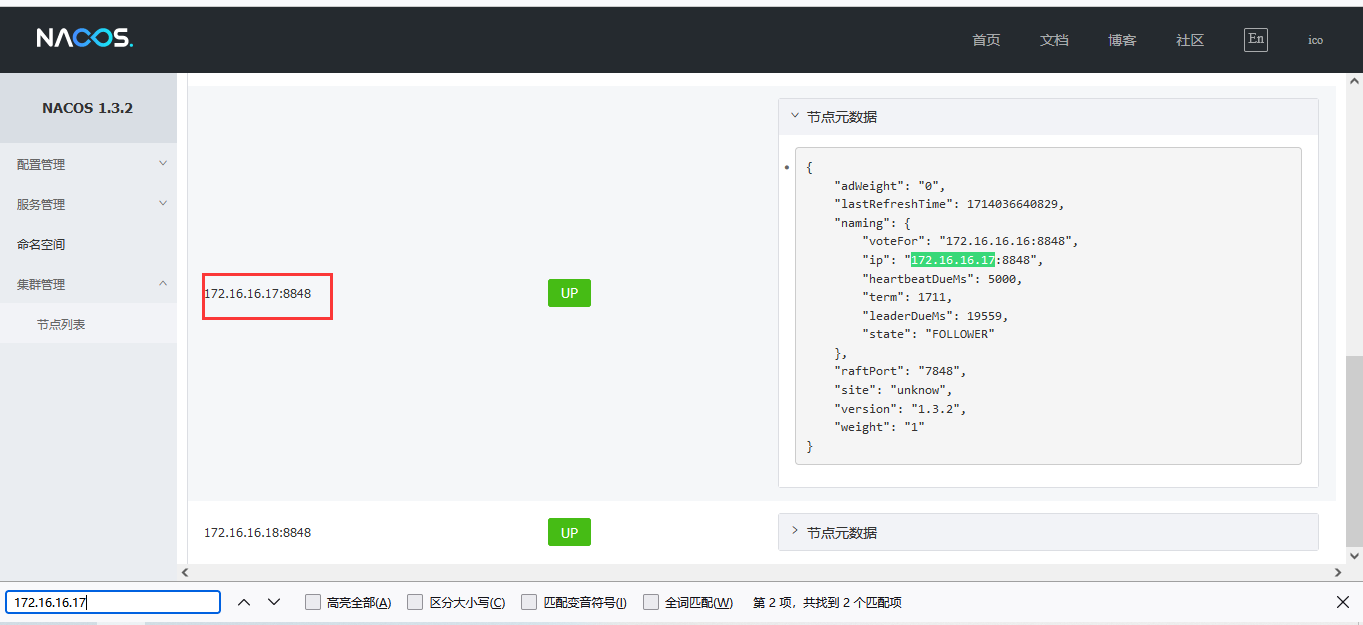 NACOS.
首页 文档 博客 社区 En ico
NACOS 1.3.2
配置管理
服务管理
命名空间
集群管理
节点列表
172.16.16.17:8848 UP
节点元数据
{
"adWeight": "0",
"lastRefreshTime": 1714036640829,
"naming": {
"voteFor": "172.16.16.16:8848",
"ip": "172.16.16.17:8848",
"heartbeatDueMs": 5000,
"term": 1711,
"leaderDueMs": 19559,
"state": "FOLLOWER"
},
"raftPort": "7848",
"site": "unknow",
"version": "1.3.2",
"weight": "1"
}
172.16.16.18:8848 UP 节点元数据
172.16.16.17 高亮全部(A) 区分大小写(C) 匹配变音符号(I) 全词匹配(W) 第 2 项，共找到 2 个匹配项